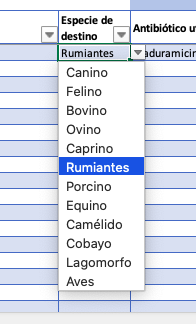 Especie de
destino
Antibiótico u
Rumiantes
aduramicin
Canino
Felino
Bovino
Ovino
Caprino
Rumiantes
Porcino
Equino
Camélido
Cobayo
Lagomorfo
Aves